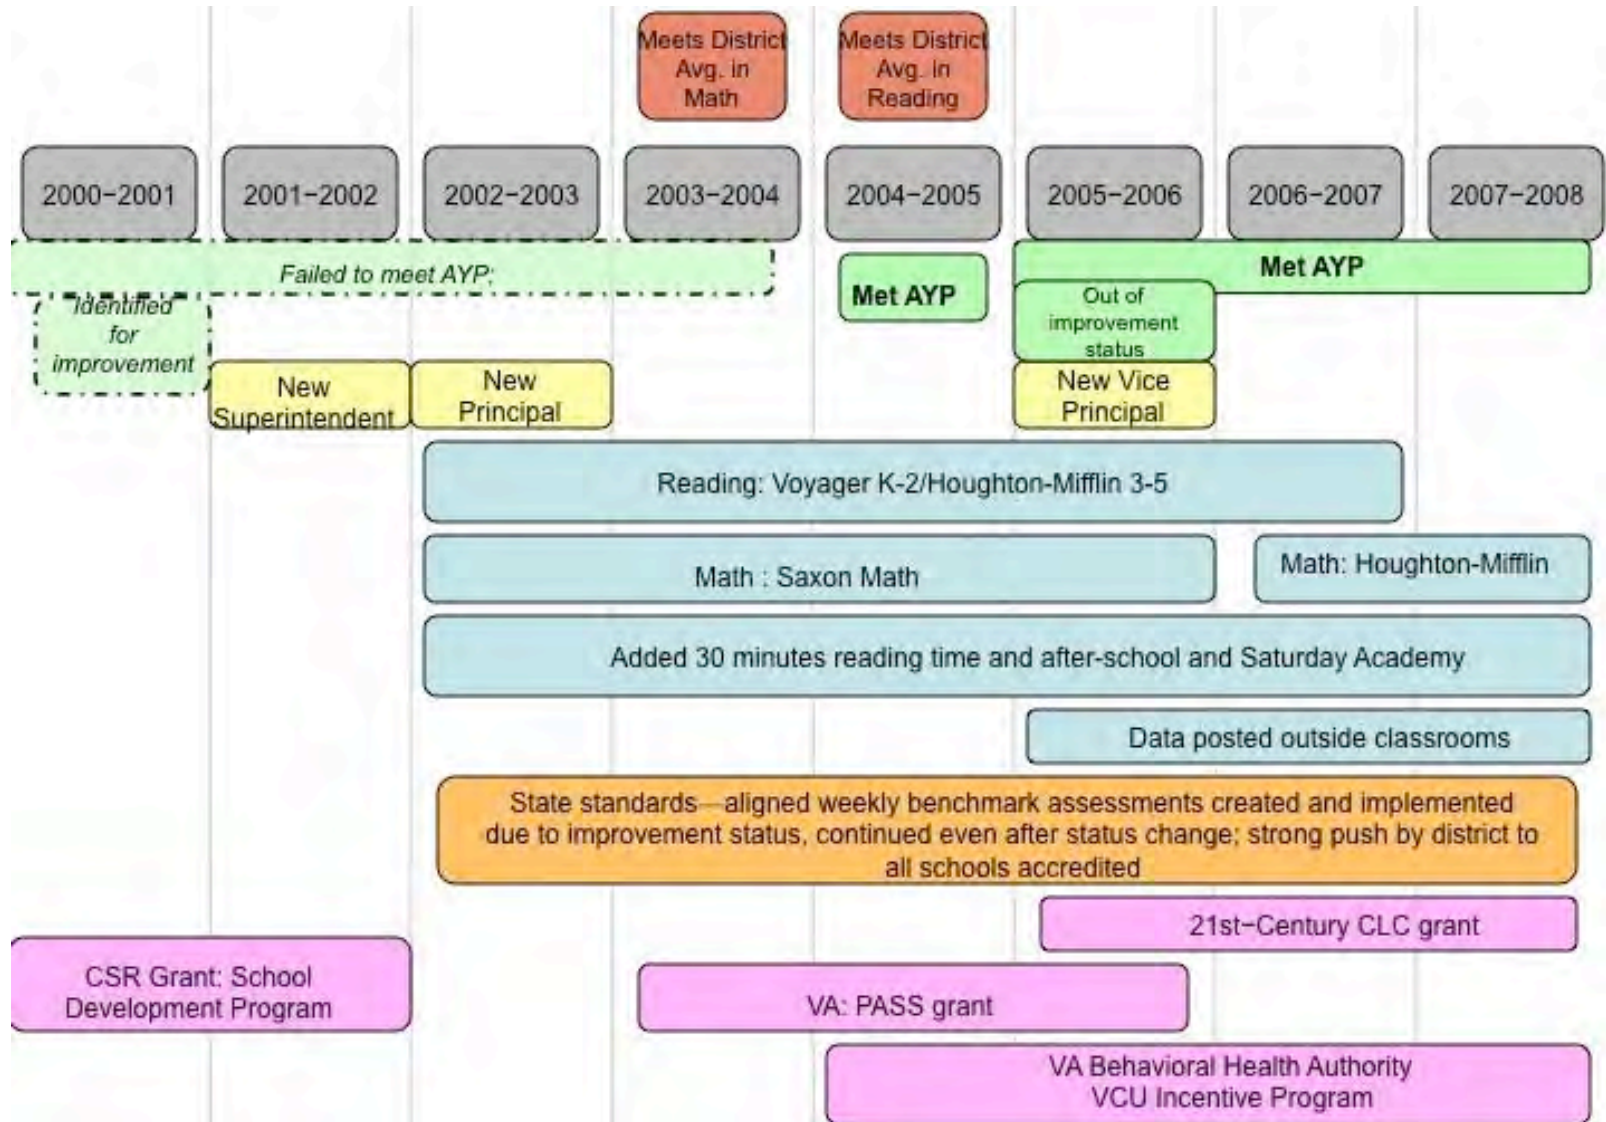 Meets District
Avg. in
Math
Meets District
Avg. in
Reading
2000−2001
2001−2002
2002−2003
2003−2004
2004−2005
2005−2006
2006−2007
2007−2008
Failed to meet AYP;
Identified
for
improvement
Met AYP
Met AYP
Out of
improvement
status
New
Superintendent
New
Principal
New Vice
Principal
Reading: Voyager K-2/Houghton-Mifflin 3-5
Math : Saxon Math
Math: Houghton-Mifflin
Added 30 minutes reading time and after-school and Saturday Academy
Data posted outside classrooms
State standards—aligned weekly benchmark assessments created and implemented
due to improvement status, continued even after status change; strong push by district to
all schools accredited
21st−Century CLC grant
CSR Grant: School
Development Program
VA: PASS grant
VA Behavioral Health Authority
VCU Incentive Program